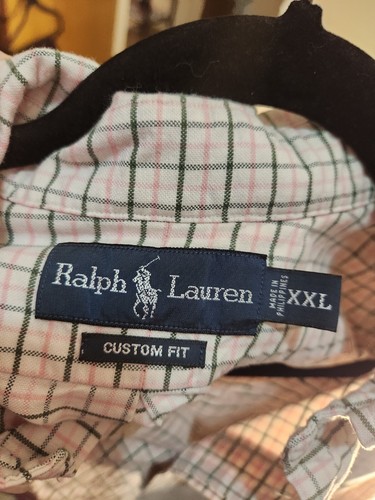 Ralph Lauren
MADE IN
PHILIPPINES
XXL
CUSTOM FIT